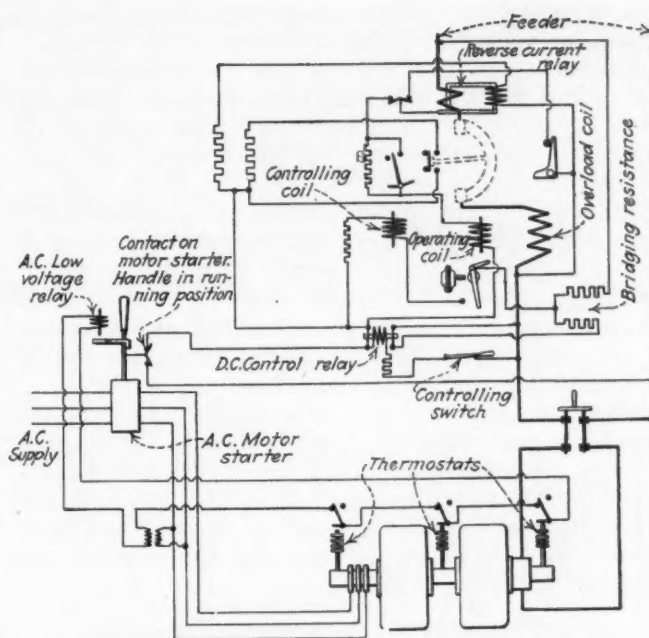 Feeder
Reverse current
relay
Controlling
coil
Operating
coil
Overload coil
Bridging resistance
Contact on
motor starter.
Handle in run-
ning position
A.C. Low
voltage
relay
D.C. Control relay
Controlling
switch
A.C.
Supply
A.C. Motor
starter
Thermostats